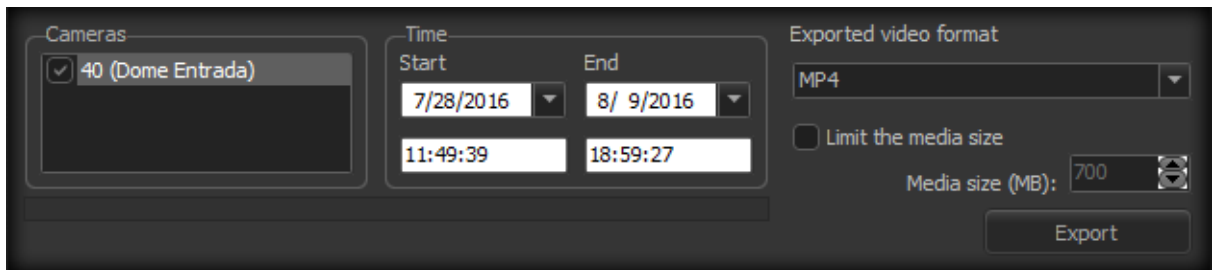 Cameras
40 (Dome Entrada)
Time
Start
End
7/28/2016
8/ 9/2016
11:49:39
18:59:27
Exported video format
MP4
Limit the media size
Media size (MB):
700
Export